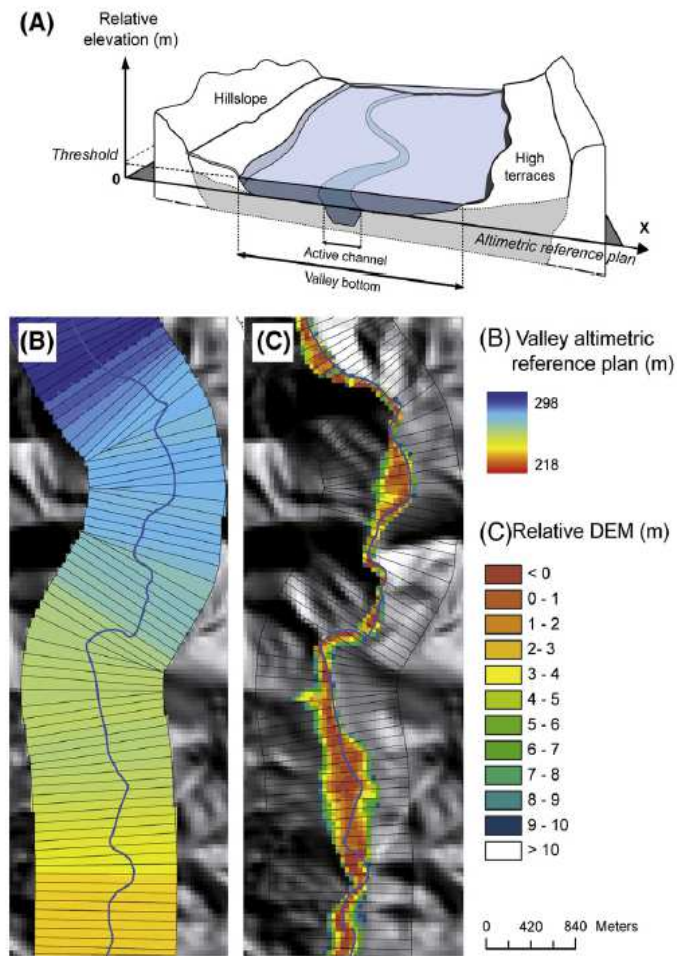 (A)
Relative
elevation (m)
Hillslope
Threshold
0
High
terraces
X
Altimetric reference plan
Active channel
Valley bottom
(B)
(C)
(B) Valley altimetric
reference plan (m)
298
218
(C) Relative DEM (m)
< 0
0 - 1
1 - 2
2- 3
3 - 4
4 - 5
5 - 6
6 - 7
7 - 8
8 - 9
9 - 10
> 10
0 420 840 Meters